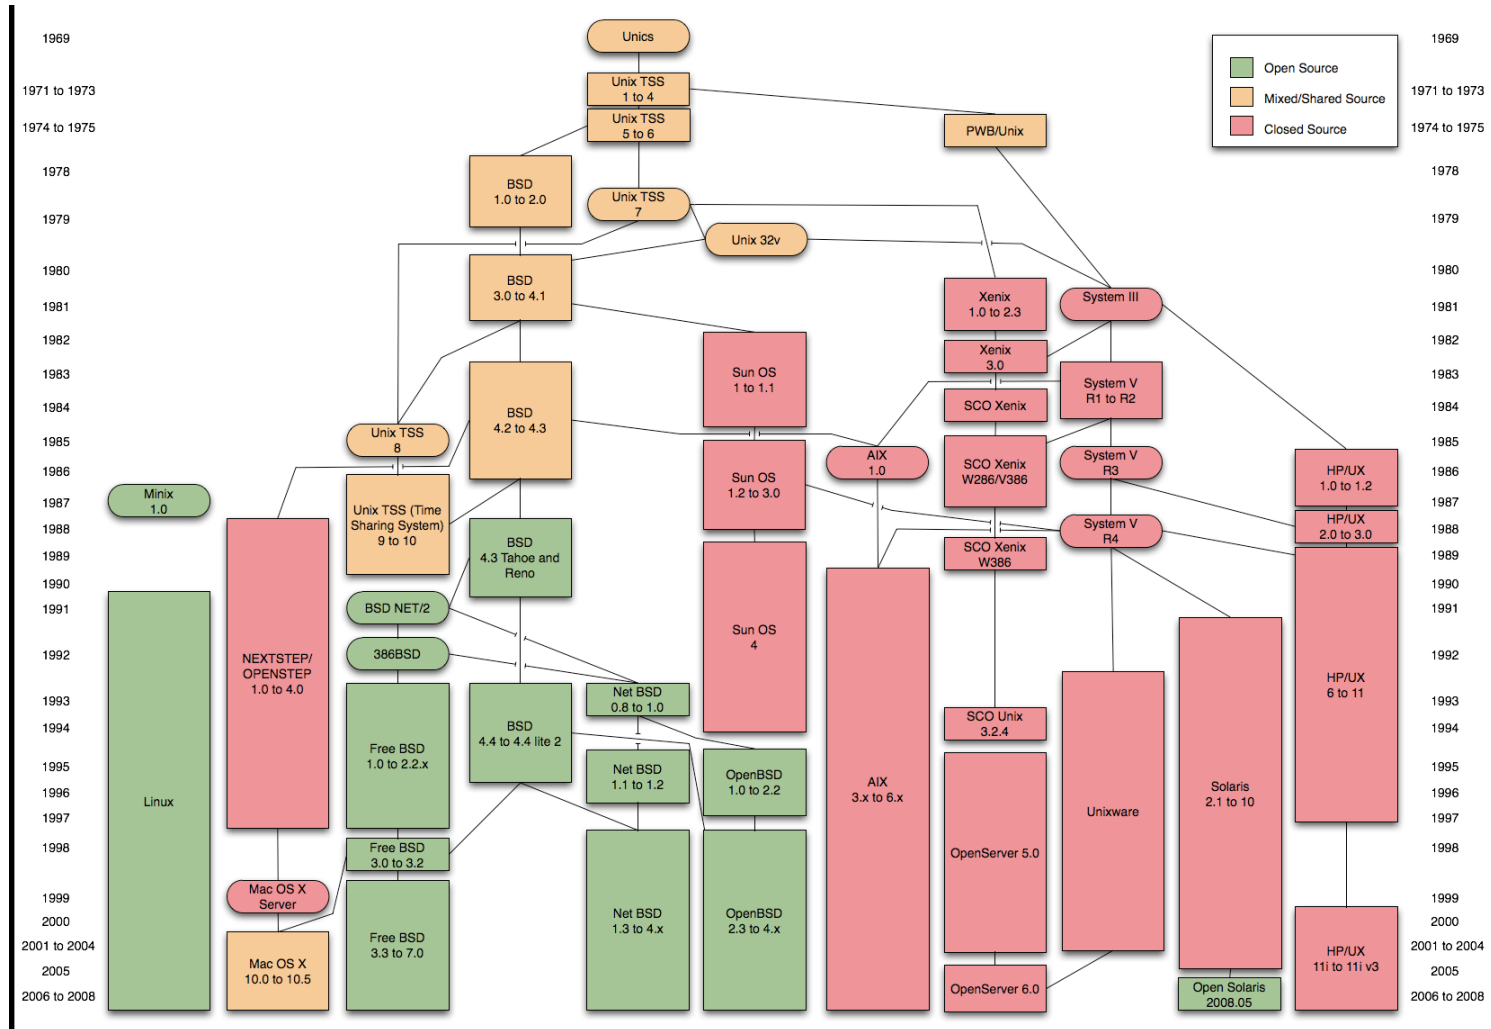 1969
Unics
1969
Open Source
Mixed/Shared Source
Closed Source
1971 to 1973
Unix TSS
1 to 4
1971 to 1973
1974 to 1975
Unix TSS
5 to 6
PWB/Unix
1974 to 1975
1978
BSD
1.0 to 2.0
1978
Unix TSS
7
1979
Unix 32v
1979
1980
BSD
3.0 to 4.1
1980
Xenix
1.0 to 2.3
System III
1981
1981
1982
Xenix
3.0
1982
Sun OS
1 to 1.1
1983
System V
R1 to R2
1983
1984
BSD
4.2 to 4.3
SCO Xenix
1984
Unix TSS
8
1985
1985
AIX
1.0
SCO Xenix
W286/V386
System V
R3
1986
Sun OS
1.2 to 3.0
HP/UX
1.0 to 1.2
1986
Minix
1.0
1987
1987
Unix TSS (Time
Sharing System)
9 to 10
1988
System V
R4
HP/UX
2.0 to 3.0
1988
BSD
4.3 Tahoe and
Reno
1989
SCO Xenix
W386
1989
1990
1990
1991
BSD NET/2
1991
1992
386BSD
Sun OS
4
1992
NEXTSTEP/
OPENSTEP
1.0 to 4.0
HP/UX
6 to 11
1993
Net BSD
0.8 to 1.0
1993
1994
BSD
4.4 to 4.4 lite 2
SCO Unix
3.2.4
1994
Free BSD
1.0 to 2.2.x
1995
Net BSD
1.1 to 1.2
OpenBSD
1.0 to 2.2
1995
AIX
3.x to 6.x
Solaris
2.1 to 10
1996
1996
Linux
Unixware
1997
1997
1998
Free BSD
3.0 to 3.2
OpenServer 5.0
1998
Mac OS X
Server
1999
1999
2000
Net BSD
1.3 to 4.x
OpenBSD
2.3 to 4.x
2000
2001 to 2004
Free BSD
3.3 to 7.0
HP/UX
11i to 11i v3
2001 to 2004
Mac OS X
10.0 to 10.5
2005
2005
2006 to 2008
OpenServer 6.0
Open Solaris
2008.05
2006 to 2008